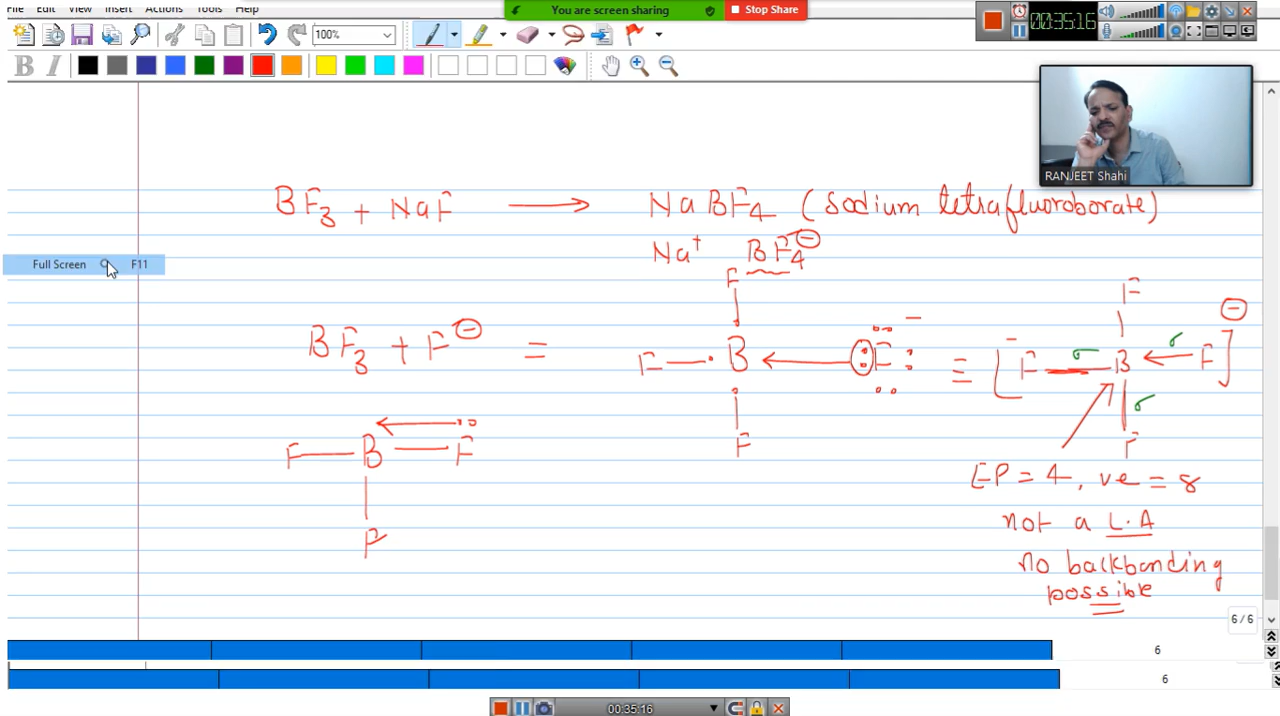 File Edit View Insert Actions Tools Help
You are screen sharing
Stop Share
00:35:16
100%
RANJEET Shahi
BF3 + NaF → NaBF4 (Sodium tetrafluoroborate)
Na+ BF4⊖
Full Screen F11
BF3 + F⊖ =
F
F — B ← :F: −
F
≡ [F — B ← F]⊖
F
σ
σ
σ
F
F — B = F
F
EP = 4, ve = 8
not a L.A
no backbanding
possible
6/6
6
6
00:35:16